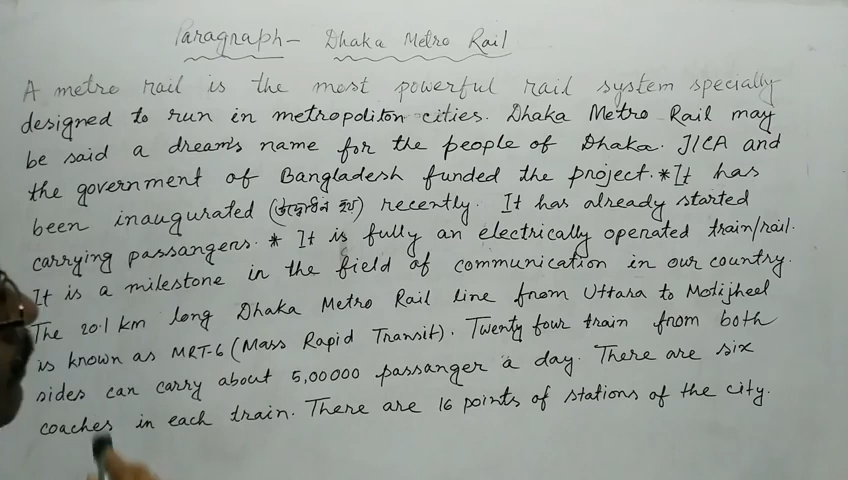 Paragraph- Dhaka Metro Rail
A metro rail is the most powerful rail system specially
designed to run in metropoliton cities. Dhaka Metro Rail may
be said a dream's name for the people of Dhaka. JICA and
the government of Bangladesh funded the project. * It has
been inaugurated (উদ্বোধন হয়) recently. It has already started
carrying passangers. * It is fully an electrically operated train/rail.
It is a milestone in the field of communication in our country.
The 20.1 km long Dhaka Metro Rail line from Uttara to Motijheel
is known as MRT-6 (Mass Rapid Transit). Twenty four train from both
sides can carry about 5,00000 passanger a day. There are six
coaches in each train. There are 16 points of stations of the city.